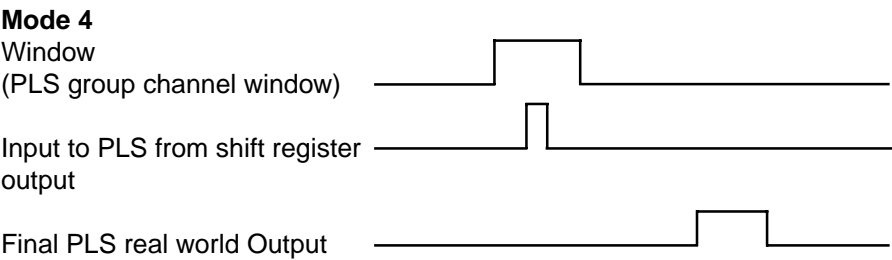 Mode 4
Window
(PLS group channel window)
Input to PLS from shift register
output
Final PLS real world Output